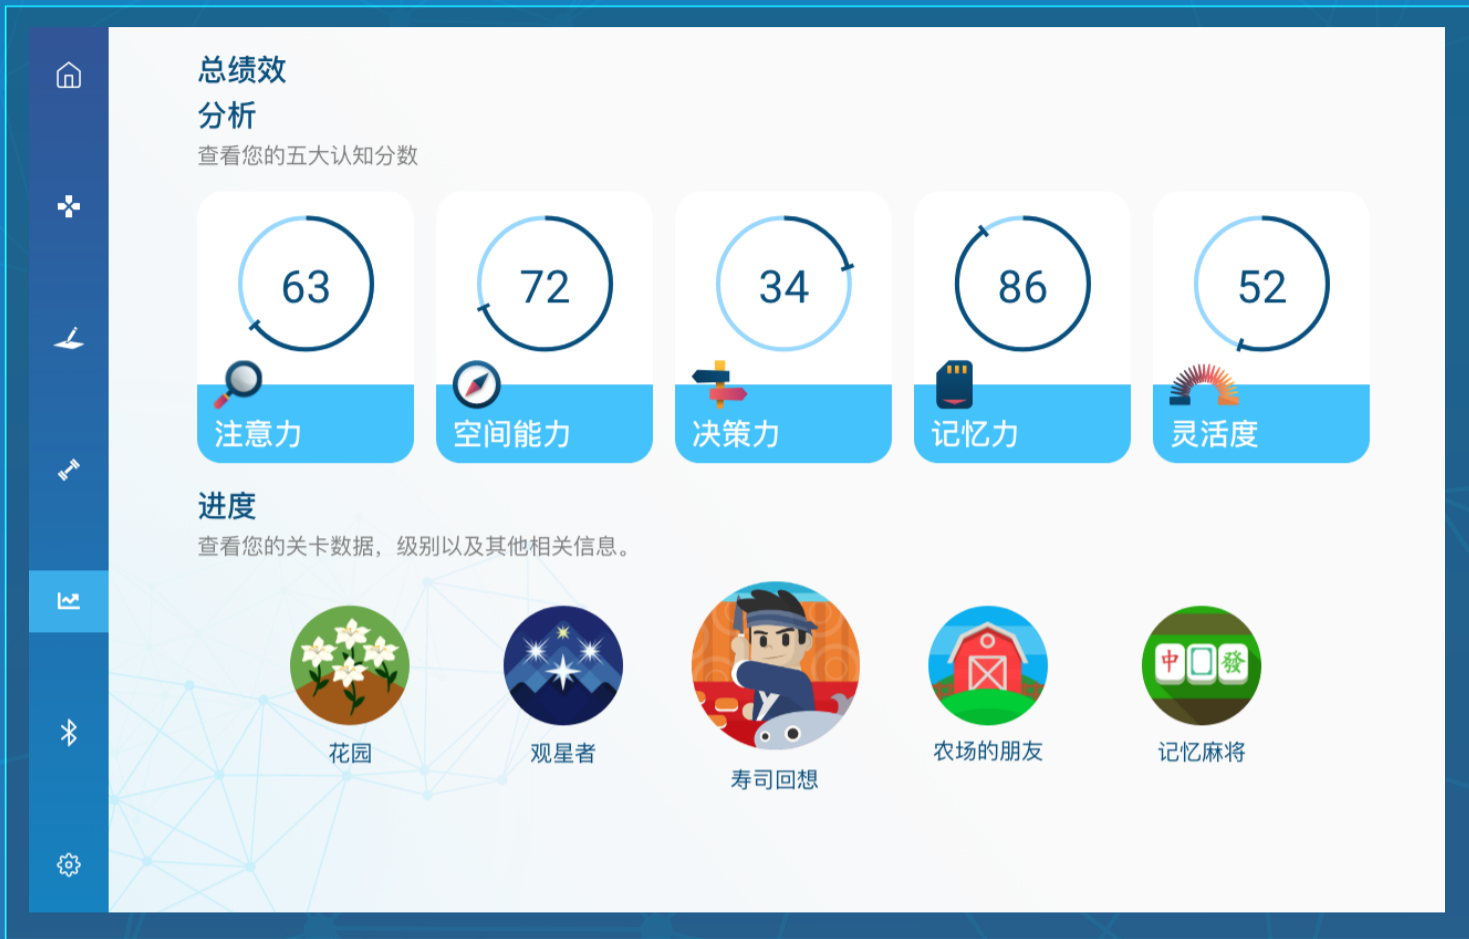 总绩效
分析
查看您的五大认知分数
63
72
34
86
52
注意力
空间能力
决策力
记忆力
灵活度
进度
查看您的关卡数据，级别以及其他相关信息。
中
發
花园
观星者
寿司回想
农场的朋友
记忆麻将